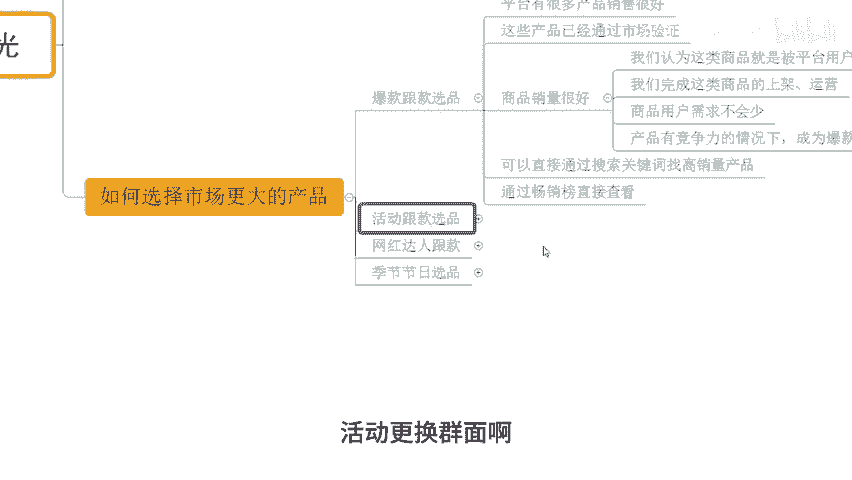 光
平台有很多产品销售很好
这些产品已经通过市场验证
我们认为这类商品就是被平台用户
爆款跟款选品
商品销量很好
我们完成这类商品的上架、运营
商品用户需求不会少
产品有竞争力的情况下，成为爆款
可以直接通过搜索关键词找高销量产品
如何选择市场更大的产品
通过畅销榜直接查看
活动跟款选品
网红达人跟款
季节节日选品
活动更换群面啊